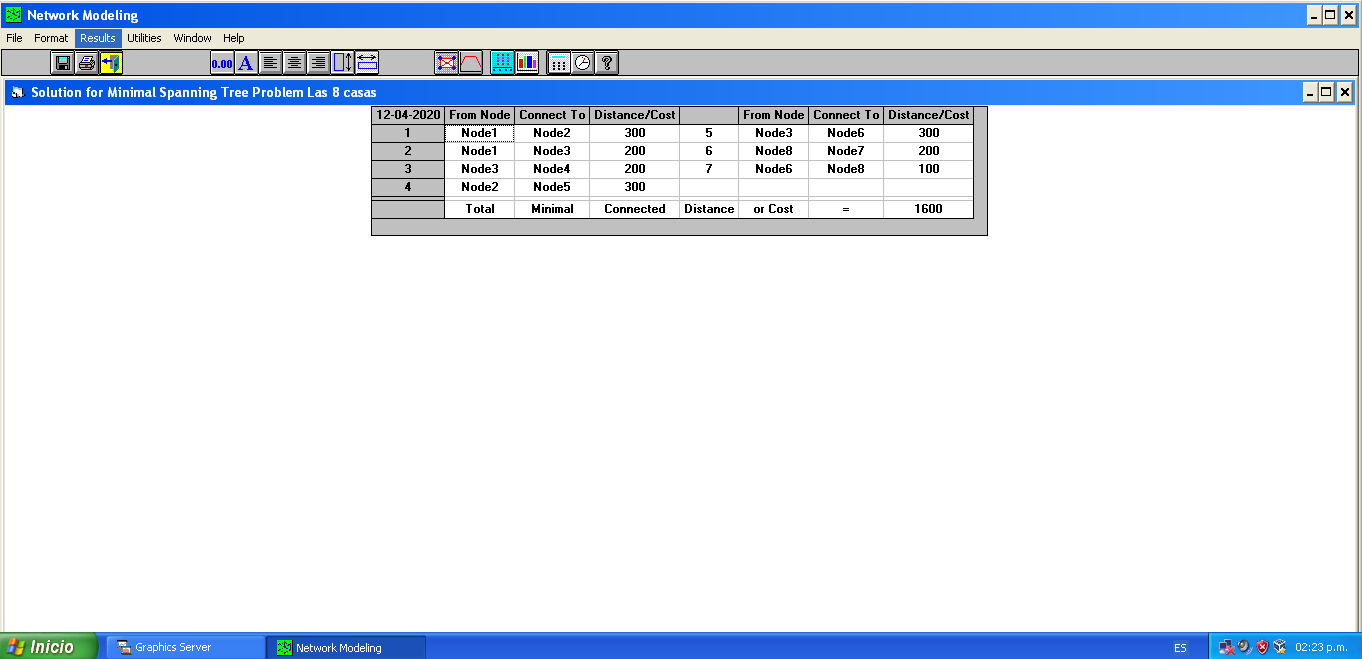 Network Modeling
File Format Results Utilities Window Help
0.00 A ?
Solution for Minimal Spanning Tree Problem Las 8 casas
12-04-2020 From Node Connect To Distance/Cost From Node Connect To Distance/Cost
1 Node1 Node2 300 5 Node3 Node6 300
2 Node1 Node3 200 6 Node8 Node7 200
3 Node3 Node4 200 7 Node6 Node8 100
4 Node2 Node5 300
Total Minimal Connected Distance or Cost = 1600
Inicio Graphics Server Network Modeling ES 02:23 p.m.